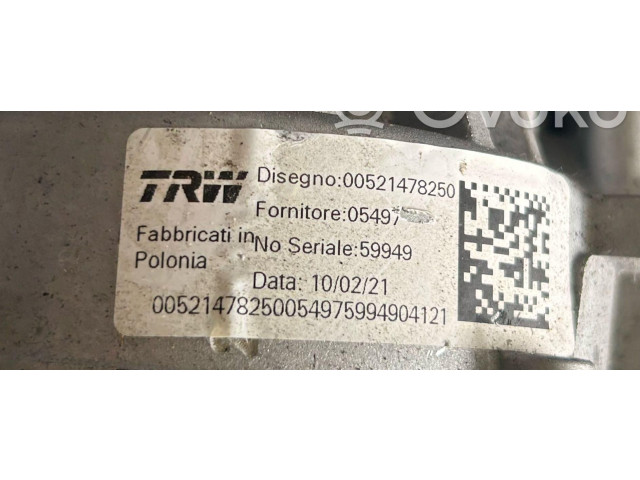 Ovoko
TRW
Disegno:00521478250
Fornitore:05497
Fabbricati in
Polonia
No Seriale:59949
Data: 10/02/21
00521478250054975994904121